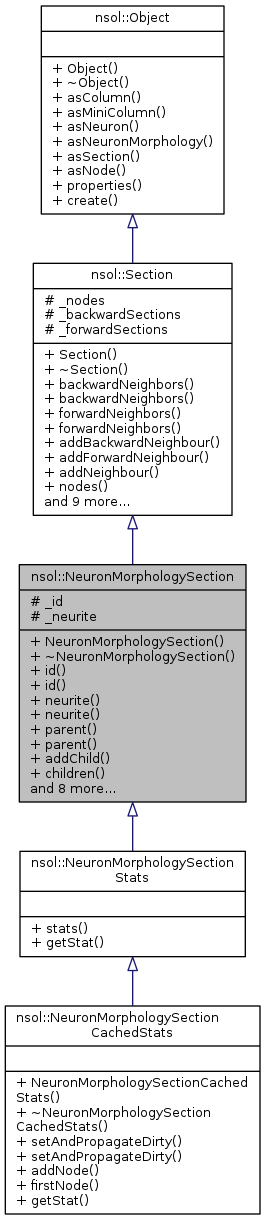 nsol::Object
+ Object()
+ ~Object()
+ asColumn()
+ asMiniColumn()
+ asNeuron()
+ asNeuronMorphology()
+ asSection()
+ asNode()
+ properties()
+ create()
nsol::Section
# _nodes
# _backwardSections
# _forwardSections
+ Section()
+ ~Section()
+ backwardNeighbors()
+ backwardNeighbors()
+ forwardNeighbors()
+ forwardNeighbors()
+ addBackwardNeighbour()
+ addForwardNeighbour()
+ addNeighbour()
+ nodes()
and 9 more...
nsol::NeuronMorphologySection
# _id
# _neurite
+ NeuronMorphologySection()
+ ~NeuronMorphologySection()
+ id()
+ id()
+ neurite()
+ neurite()
+ parent()
+ parent()
+ addChild()
+ children()
and 8 more...
nsol::NeuronMorphologySection
Stats
+ stats()
+ getStat()
nsol::NeuronMorphologySection
CachedStats
+ NeuronMorphologySectionCached
Stats()
+ ~NeuronMorphologySection
CachedStats()
+ setAndPropagateDirty()
+ setAndPropagateDirty()
+ addNode()
+ firstNode()
+ getStat()